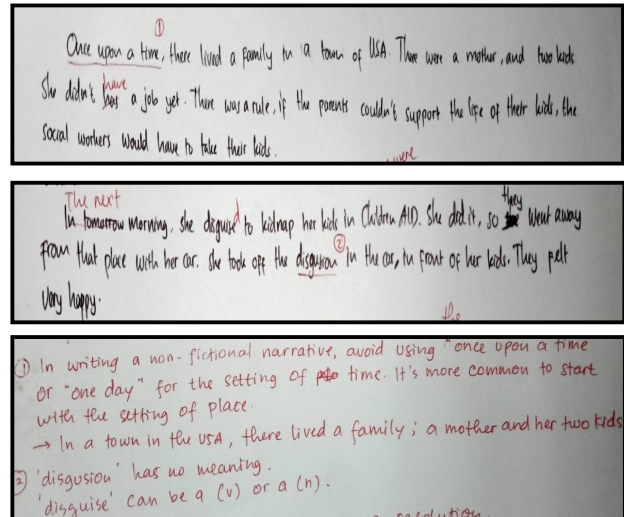 ①
Once upon a time, there lived a family in a town of USA. There were a mother, and two kids
have
She didn't has a job yet. There was a rule, if the parents couldn't support the life of their kids, the
social workers would have to take their kids.
were
The next they
In tomorrow morning, she disguised to kidnap her kids in Children AID. She did it, so went away
②
from that place with her car. She took off the disgusion in the car, in front of her kids. They felt
very happy.
the
① In writing a non-fictional narrative, avoid using "once upon a time
or "one day" for the setting of time. It's more common to start
with the setting of place.
→ In a town in the USA, there lived a family; a mother and her two kids
② 'disgusion' has no meaning.
'disguise' can be a (v) or a (n).